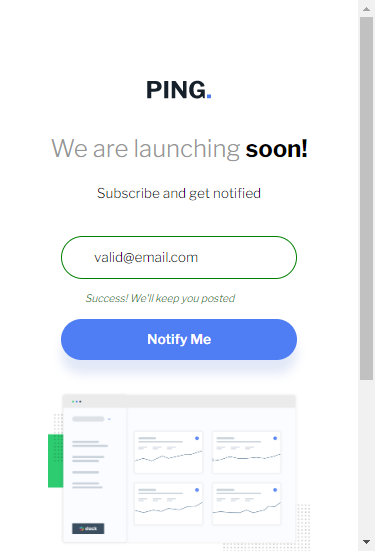 PING.
We are launching soon!
Subscribe and get notified
valid@email.com
Success! We'll keep you posted
Notify Me
slack